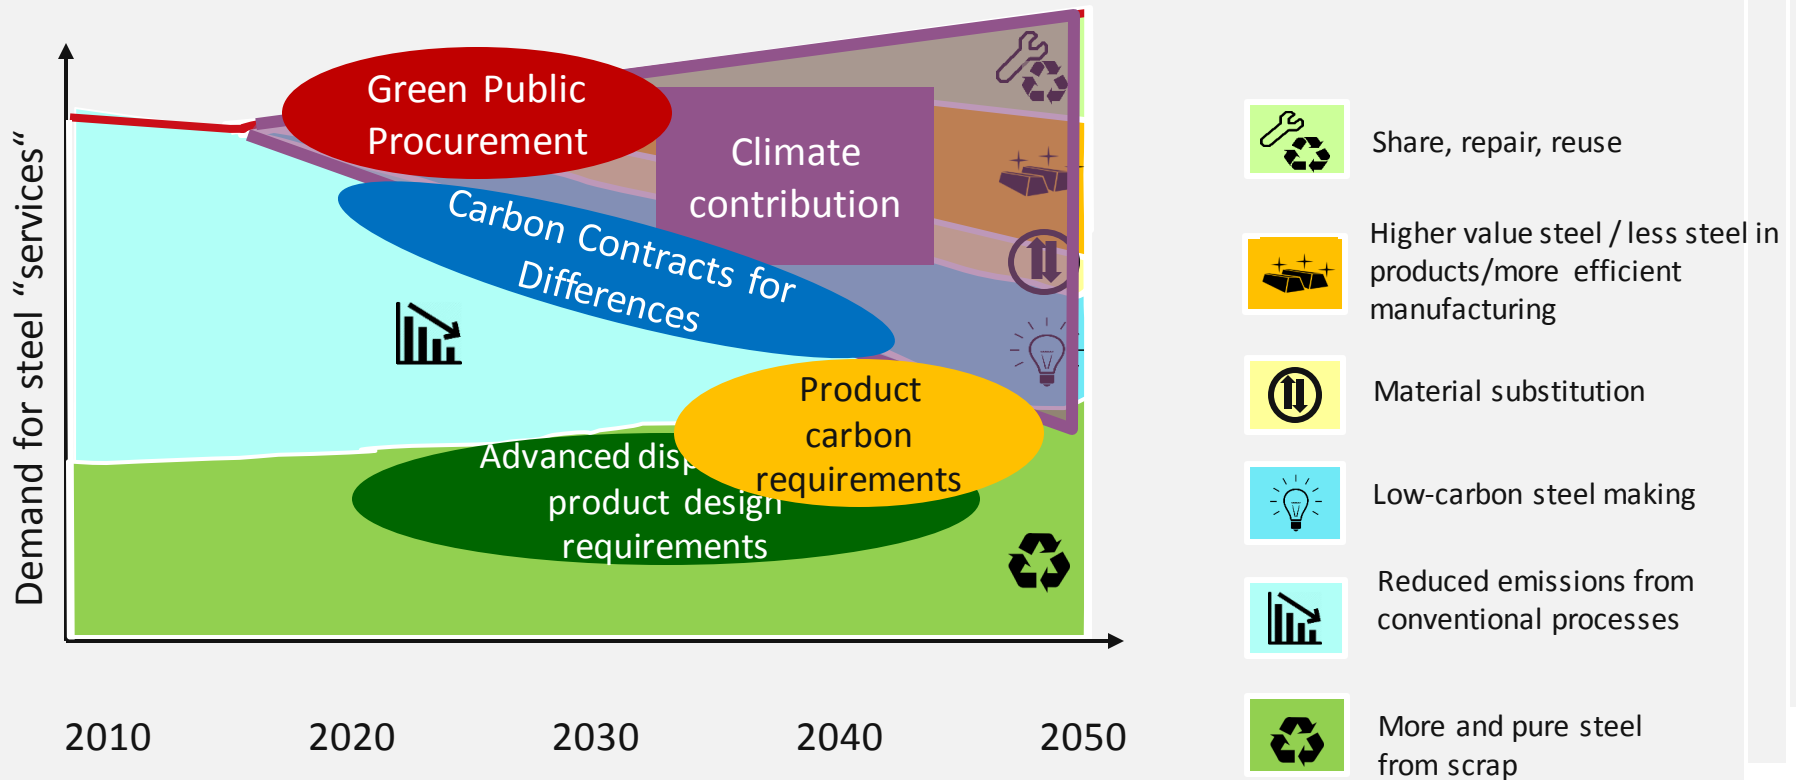 Demand for steel “services“
Green Public
Procurement
Climate
contribution
Carbon Contracts for
Differences
Product
carbon
requirements
Advanced disp
product design
requirements
2010
2020
2030
2040
2050
Share, repair, reuse
Higher value steel / less steel in
products/more efficient
manufacturing
Material substitution
Low-carbon steel making
Reduced emissions from
conventional processes
More and pure steel
from scrap